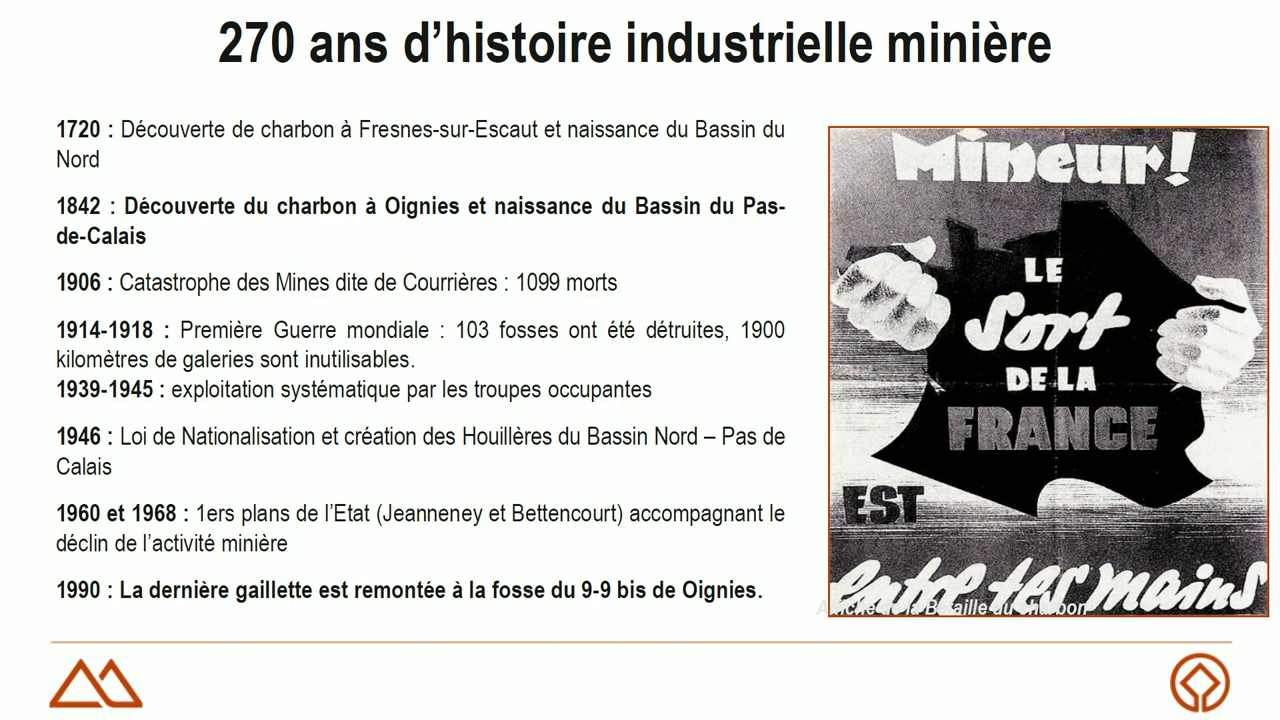 270 ans d’histoire industrielle minière
1720 : Découverte de charbon à Fresnes-sur-Escaut et naissance du Bassin du
Nord
1842 : Découverte du charbon à Oignies et naissance du Bassin du Pas-
de-Calais
1906 : Catastrophe des Mines dite de Courrières : 1099 morts
1914-1918 : Première Guerre mondiale : 103 fosses ont été détruites, 1900
kilomètres de galeries sont inutilisables.
1939-1945 : exploitation systématique par les troupes occupantes
1946 : Loi de Nationalisation et création des Houillères du Bassin Nord – Pas de
Calais
1960 et 1968 : 1ers plans de l’Etat (Jeanneney et Bettencourt) accompagnant le
déclin de l’activité minière
1990 : La dernière gaillette est remontée à la fosse du 9-9 bis de Oignies.
Mineur!
LE
Sort
DE LA
FRANCE
EST
entre tes mains
Affiche de la Bataille du charbon